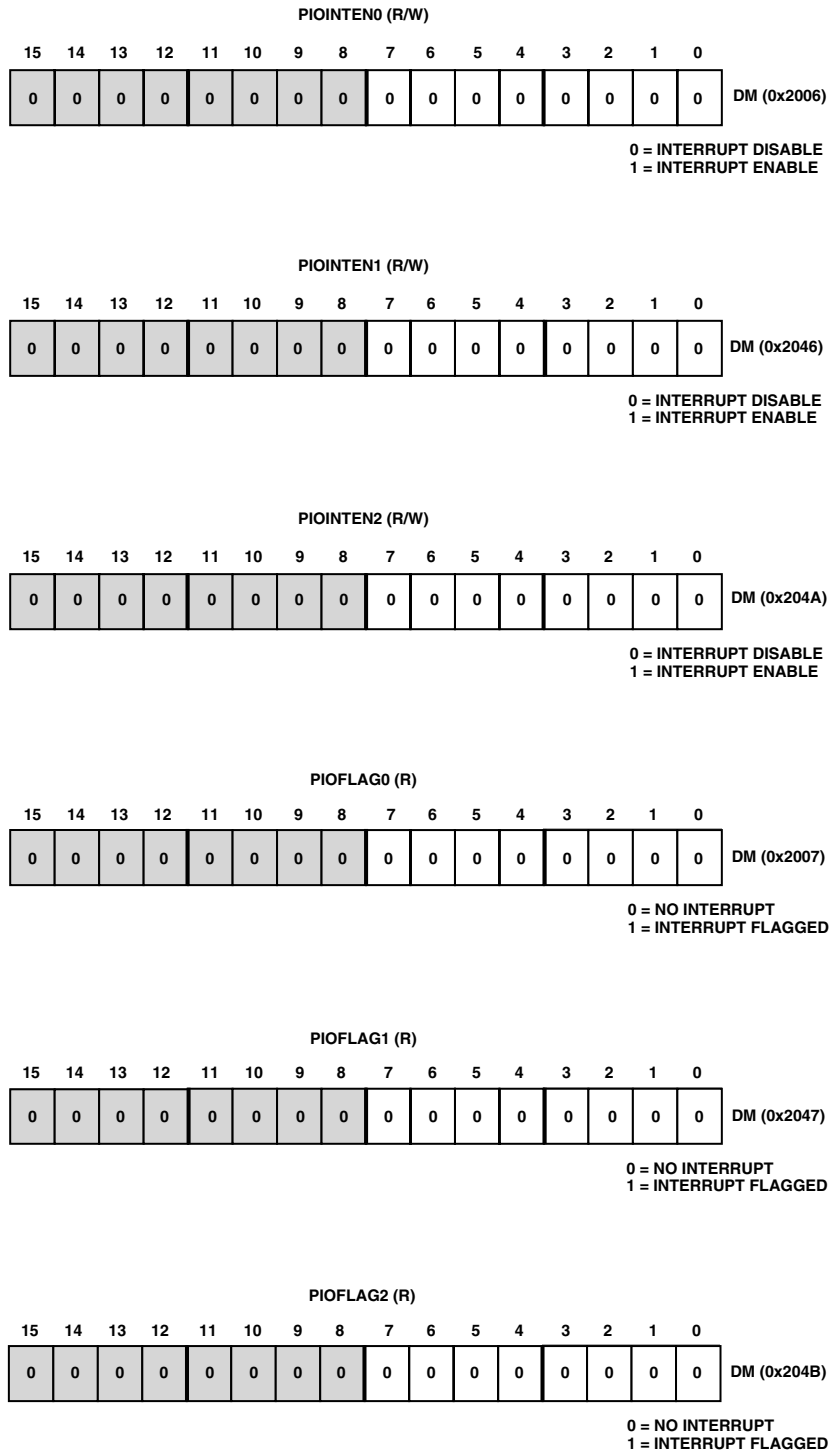 PIOINTEN0 (R/W)
15 14 13 12 11 10 9 8 7 6 5 4 3 2 1 0
0 0 0 0 0 0 0 0 0 0 0 0 0 0 0 0 DM (0x2006)
0 = INTERRUPT DISABLE
1 = INTERRUPT ENABLE
PIOINTEN1 (R/W)
15 14 13 12 11 10 9 8 7 6 5 4 3 2 1 0
0 0 0 0 0 0 0 0 0 0 0 0 0 0 0 0 DM (0x2046)
0 = INTERRUPT DISABLE
1 = INTERRUPT ENABLE
PIOINTEN2 (R/W)
15 14 13 12 11 10 9 8 7 6 5 4 3 2 1 0
0 0 0 0 0 0 0 0 0 0 0 0 0 0 0 0 DM (0x204A)
0 = INTERRUPT DISABLE
1 = INTERRUPT ENABLE
PIOFLAG0 (R)
15 14 13 12 11 10 9 8 7 6 5 4 3 2 1 0
0 0 0 0 0 0 0 0 0 0 0 0 0 0 0 0 DM (0x2007)
0 = NO INTERRUPT
1 = INTERRUPT FLAGGED
PIOFLAG1 (R)
15 14 13 12 11 10 9 8 7 6 5 4 3 2 1 0
0 0 0 0 0 0 0 0 0 0 0 0 0 0 0 0 DM (0x2047)
0 = NO INTERRUPT
1 = INTERRUPT FLAGGED
PIOFLAG2 (R)
15 14 13 12 11 10 9 8 7 6 5 4 3 2 1 0
0 0 0 0 0 0 0 0 0 0 0 0 0 0 0 0 DM (0x204B)
0 = NO INTERRUPT
1 = INTERRUPT FLAGGED